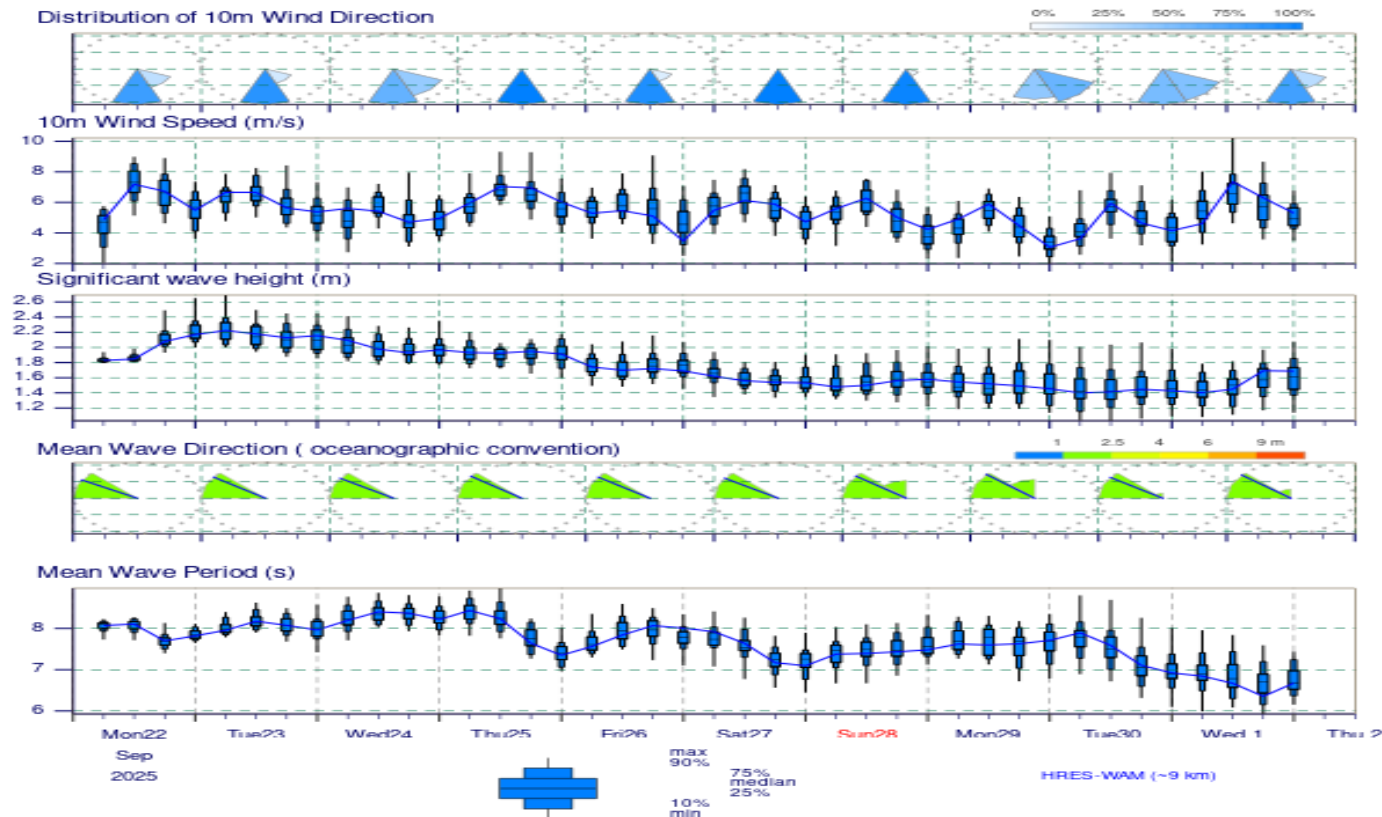 Distribution of 10m Wind Direction
0% 25% 50% 75% 100%
10m Wind Speed (m/s)
10
8
6
4
2
Significant wave height (m)
2.6
2.4
2.2
2
1.8
1.6
1.4
1.2
Mean Wave Direction ( oceanographic convention)
1 2.5 4 6 9 m
Mean Wave Period (s)
8
7
6
Mon22 Tue23 Wed24 Thu25 Fri26 Sat27 Sun28 Mon29 Tue30 Wed 1 Thu 2
Sep
2025
max
90%
75%
median
25%
10%
min
HRES-WAM (~9 km)